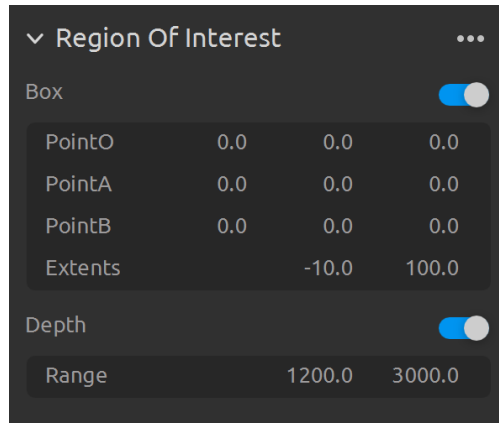 Region Of Interest
Box
PointO 0.0 0.0 0.0
PointA 0.0 0.0 0.0
PointB 0.0 0.0 0.0
Extents -10.0 100.0
Depth
Range 1200.0 3000.0